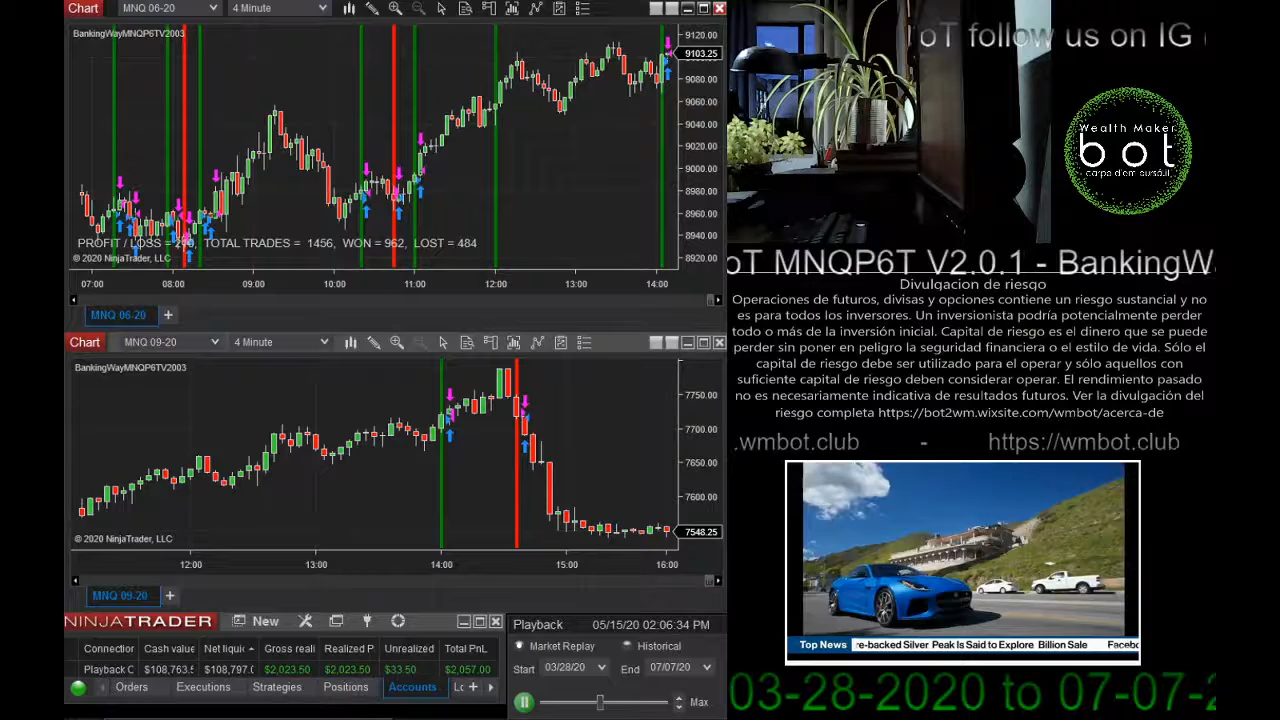 Chart MNQ 06-20 4 Minute
BankingWayMNQP6TV2003
9120.00
9103.25
9080.00
9060.00
9040.00
9020.00
9000.00
8980.00
8960.00
8940.00
8920.00
TOTAL TRADES = 1456, WON = 962, LOST = 484
PROFIT / LOSS =
© 2020 NinjaTrader, LLC
07:00 08:00 09:00 10:00 11:00 12:00 13:00 14:00
MNQ 06-20 +
Chart MNQ 09-20 4 Minute
BankingWayMNQP6TV2003
7750.00
7700.00
7650.00
7600.00
7548.25
© 2020 NinjaTrader, LLC
12:00 13:00 14:00 15:00 16:00
MNQ 09-20 +
NINJATRADER New
Connection Cash value Net liquic Gross reali Realized P Unrealized Total PnL
Playback C $108,763.5 $108,797.0 $2,023.50 $2,023.50 $33.50 $2,057.00
Orders Executions Strategies Positions Accounts Lo +
Playback 05/15/20 02:06:34 PM
Market Replay Historical
Start 03/28/20 End 07/07/20
Max
oT follow us on IG
Wealth Maker
bot
oT MNQP6T V2.0.1 - BankingW
Divulgacion de riesgo
Operaciones de futuros, divisas y opciones contiene un riesgo sustancial y no
es para todos los inversores. Un inversionista podría potencialmente perder
todo o más de la inversión inicial. Capital de riesgo es el dinero que se puede
perder sin poner en peligro la seguridad financiera o el estilo de vida. Sólo el
capital de riesgo debe ser utilizado para el operar y sólo aquellos con
suficiente capital de riesgo deben considerar operar. El rendimiento pasado
no es necesariamente indicativa de resultados futuros. Ver la divulgación del
riesgo completa https://bot2wm.wixsite.com/wmbot/acerca-de
.wmbot.club - https://wmbot.club
Top News re-backed Silver Peak Is Said to Explore Billion Sale Facebo
03-28-2020 to 07-07-2